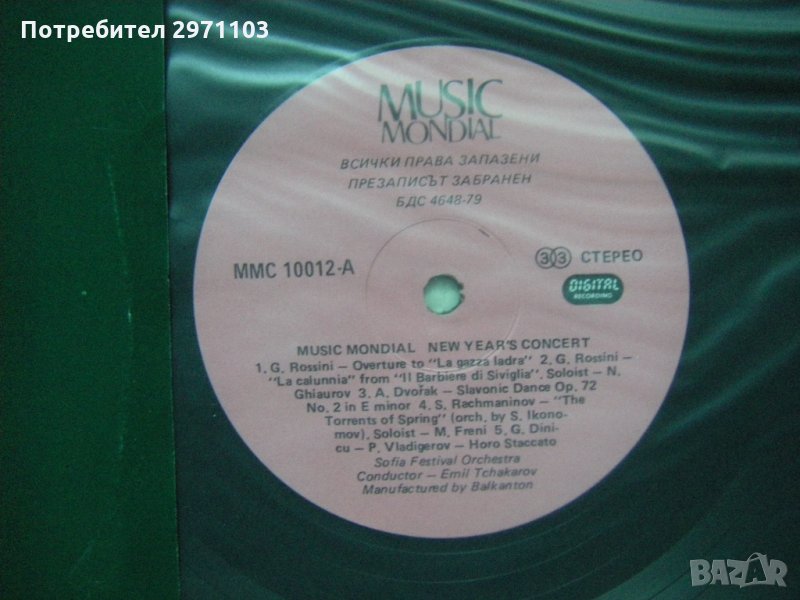 Потребител 2971103
MUSIC
MONDIAL
ВСИЧКИ ПРАВА ЗАПАЗЕНИ
ПРЕЗАПИСЪТ ЗАБРАНЕН
БДС 4648-79
ММС 10012-А
33 СТЕРЕО
DIGITAL
RECORDING
MUSIC MONDIAL NEW YEAR'S CONCERT
1. G. Rossini — Overture to "La gazza ladra" 2. G. Rossini —
"La calunnia" from "Il Barbiere di Siviglia", Soloist — N.
Ghiaurov 3. A. Dvořak — Slavonic Dance Op. 72
No. 2 in E minor 4. S. Rachmaninov — "The
Torrents of Spring" (orch, by S. Ikono-
mov), Soloist — M. Freni 5. G. Dini-
cu — P. Vladigerov — Horo Staccato
Sofia Festival Orchestra
Conductor — Emil Tchakarov
Manufactured by Balkanton
BAZAR